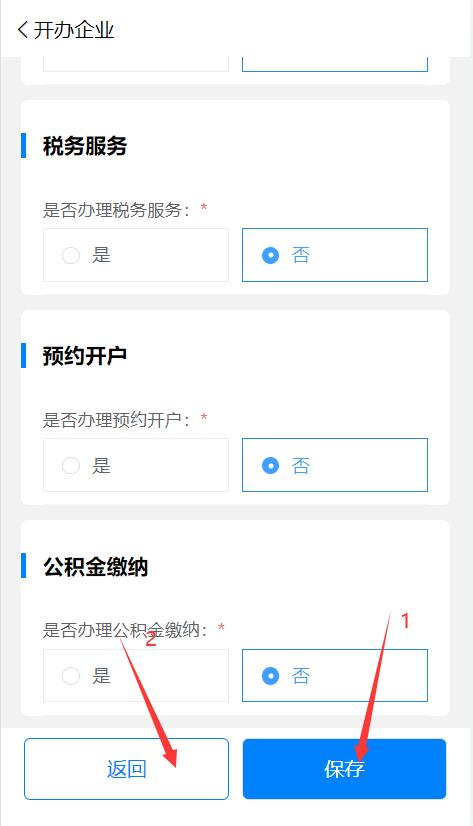 开办企业
税务服务
是否办理税务服务：*
是
否
预约开户
是否办理预约开户：*
是
否
公积金缴纳
是否办理公积金缴纳：*
2
1
是
否
返回
保存